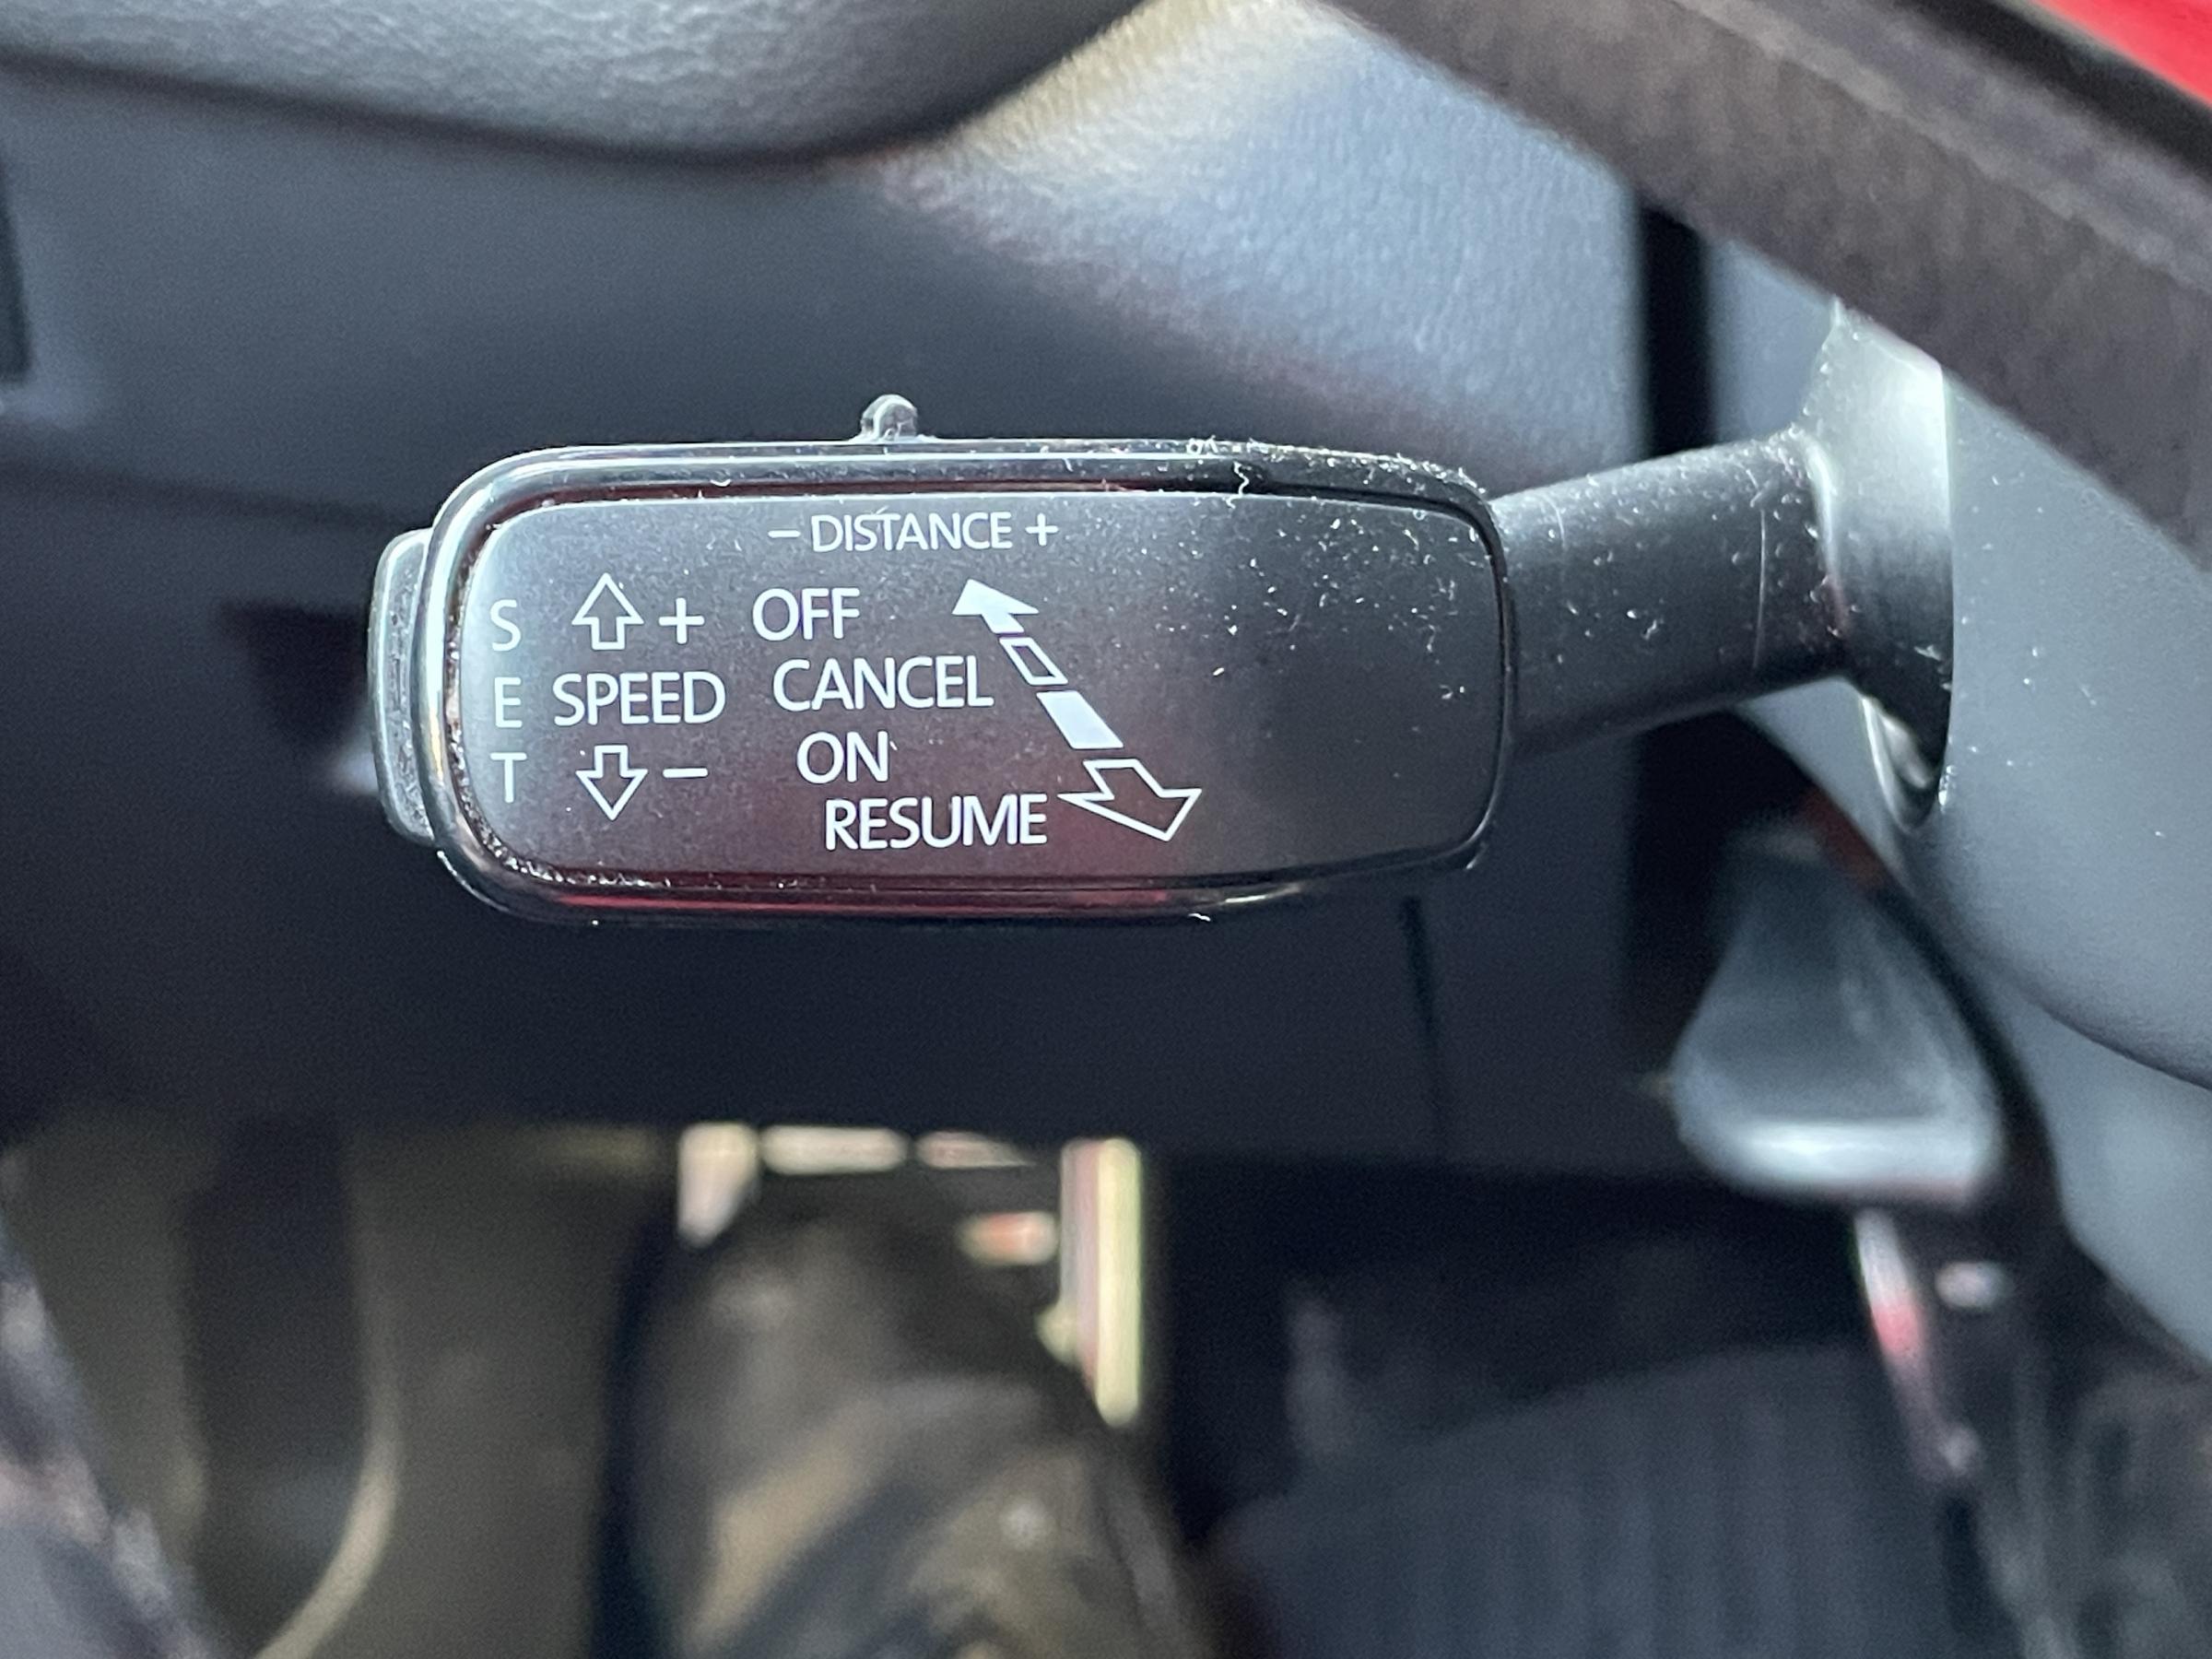 – DISTANCE +
S + OFF
E SPEED CANCEL
T – ON
RESUME